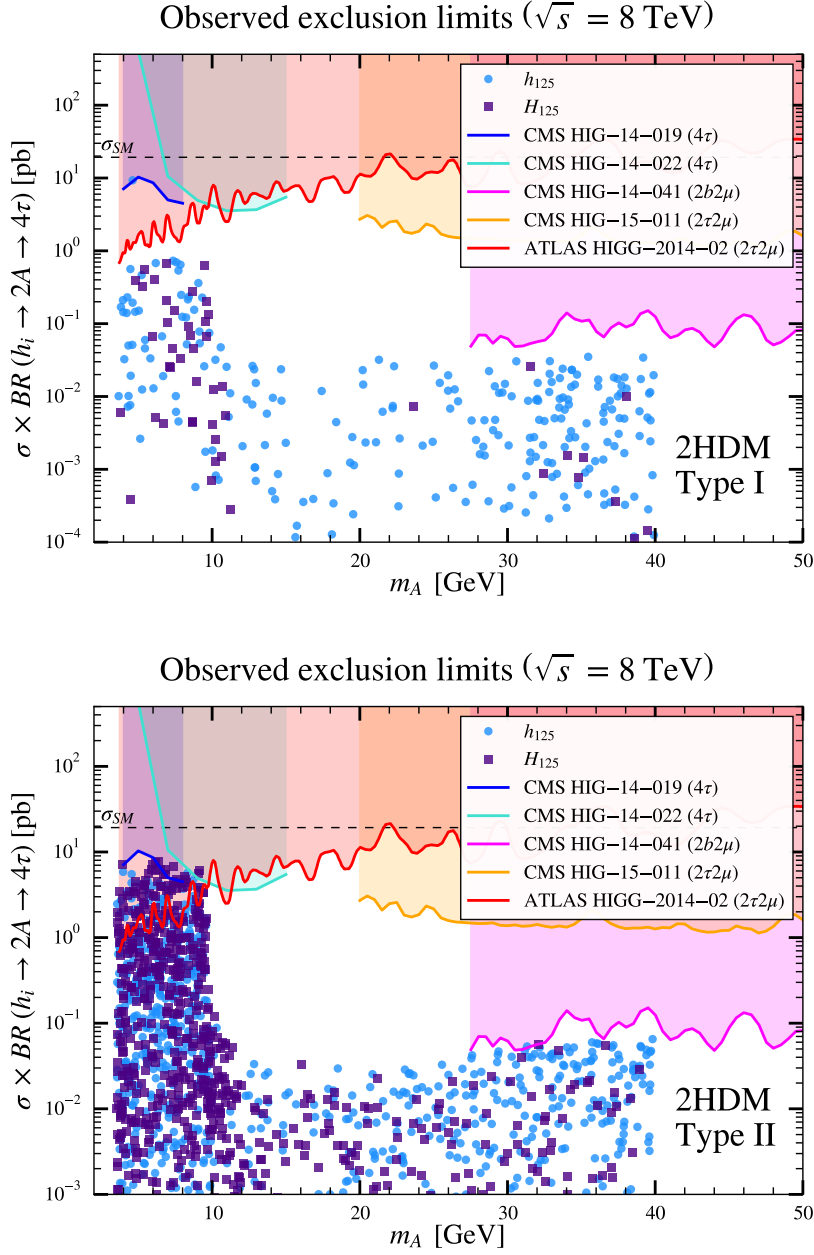 Observed exclusion limits (√s = 8 TeV)
σ × BR (hᵢ → 2A → 4τ) [pb]
10²
10¹
10⁰
10⁻¹
10⁻²
10⁻³
10⁻⁴
σ_SM
h₁₂₅
H₁₂₅
CMS HIG−14−019 (4τ)
CMS HIG−14−022 (4τ)
CMS HIG−14−041 (2b2μ)
CMS HIG−15−011 (2τ2μ)
ATLAS HIGG−2014−02 (2τ2μ)
2HDM
Type I
10 20 30 40 50
m_A [GeV]
Observed exclusion limits (√s = 8 TeV)
σ × BR (hᵢ → 2A → 4τ) [pb]
10²
10¹
10⁰
10⁻¹
10⁻²
10⁻³
σ_SM
h₁₂₅
H₁₂₅
CMS HIG−14−019 (4τ)
CMS HIG−14−022 (4τ)
CMS HIG−14−041 (2b2μ)
CMS HIG−15−011 (2τ2μ)
ATLAS HIGG−2014−02 (2τ2μ)
2HDM
Type II
10 20 30 40 50
m_A [GeV]